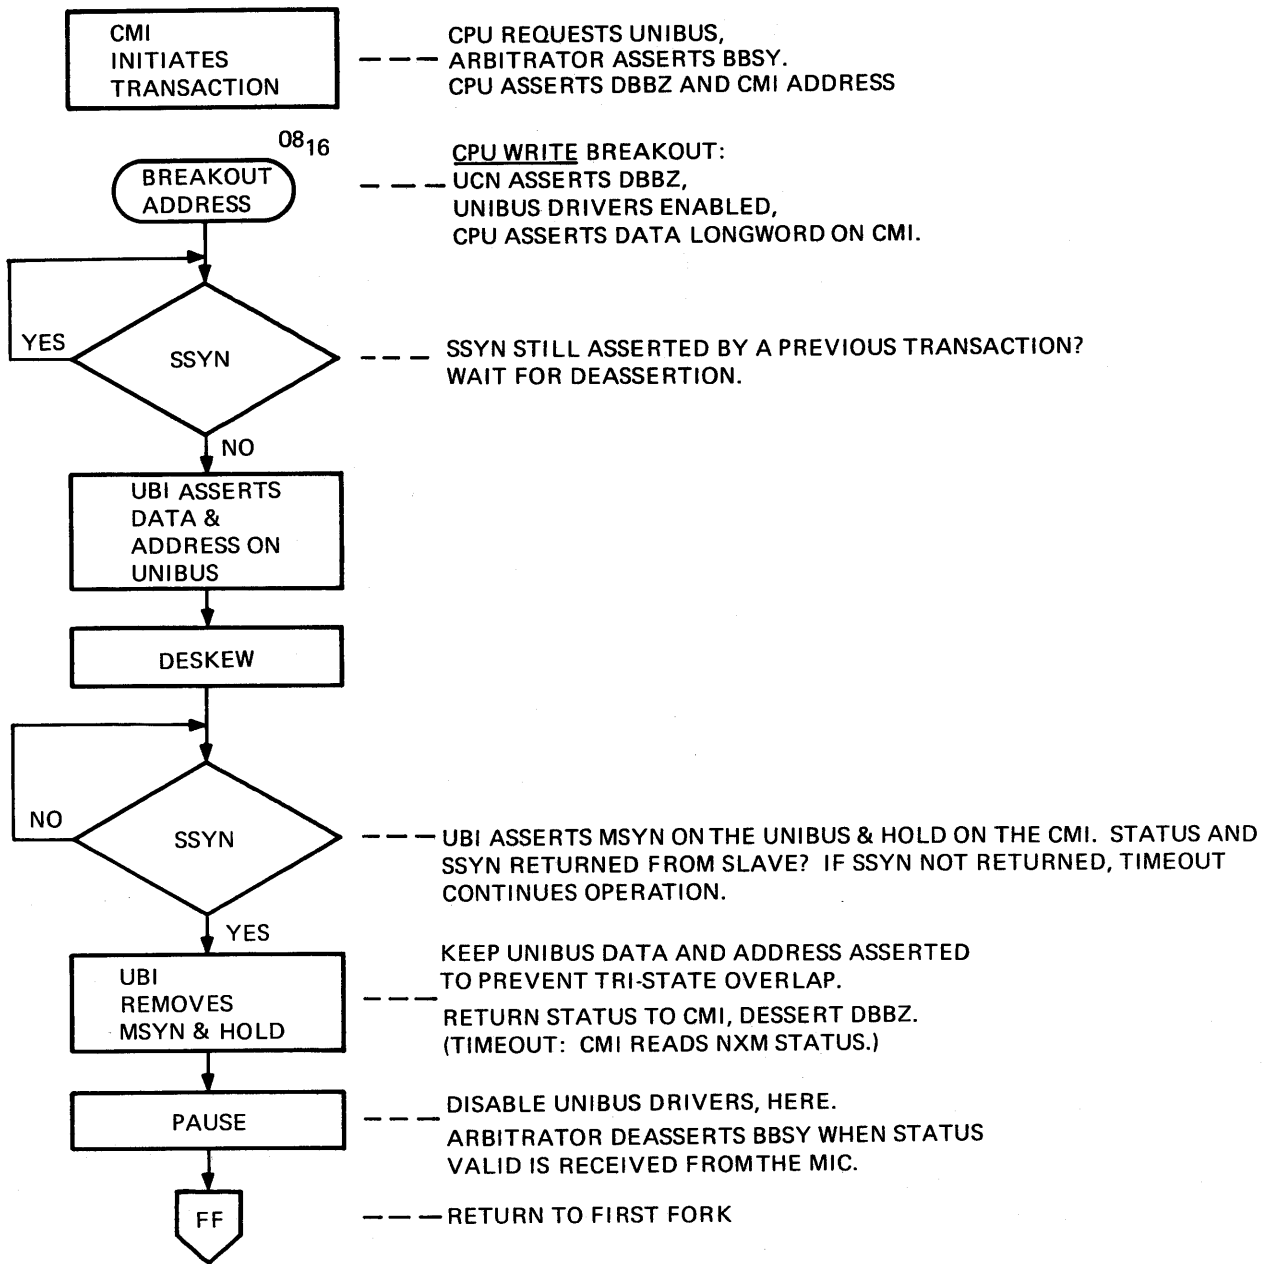 CMI
INITIATES
TRANSACTION
CPU REQUESTS UNIBUS,
ARBITRATOR ASSERTS BBSY.
CPU ASSERTS DBBZ AND CMI ADDRESS
08₁₆
BREAKOUT
ADDRESS
CPU WRITE BREAKOUT:
UCN ASSERTS DBBZ,
UNIBUS DRIVERS ENABLED,
CPU ASSERTS DATA LONGWORD ON CMI.
YES
SSYN
SSYN STILL ASSERTED BY A PREVIOUS TRANSACTION?
WAIT FOR DEASSERTION.
NO
UBI ASSERTS
DATA &
ADDRESS ON
UNIBUS
DESKEW
NO
SSYN
UBI ASSERTS MSYN ON THE UNIBUS & HOLD ON THE CMI. STATUS AND
SSYN RETURNED FROM SLAVE? IF SSYN NOT RETURNED, TIMEOUT
CONTINUES OPERATION.
YES
UBI
REMOVES
MSYN & HOLD
KEEP UNIBUS DATA AND ADDRESS ASSERTED
TO PREVENT TRI-STATE OVERLAP.
RETURN STATUS TO CMI, DESSERT DBBZ.
(TIMEOUT: CMI READS NXM STATUS.)
PAUSE
DISABLE UNIBUS DRIVERS, HERE.
ARBITRATOR DEASSERTS BBSY WHEN STATUS
VALID IS RECEIVED FROM THE MIC.
FF
RETURN TO FIRST FORK